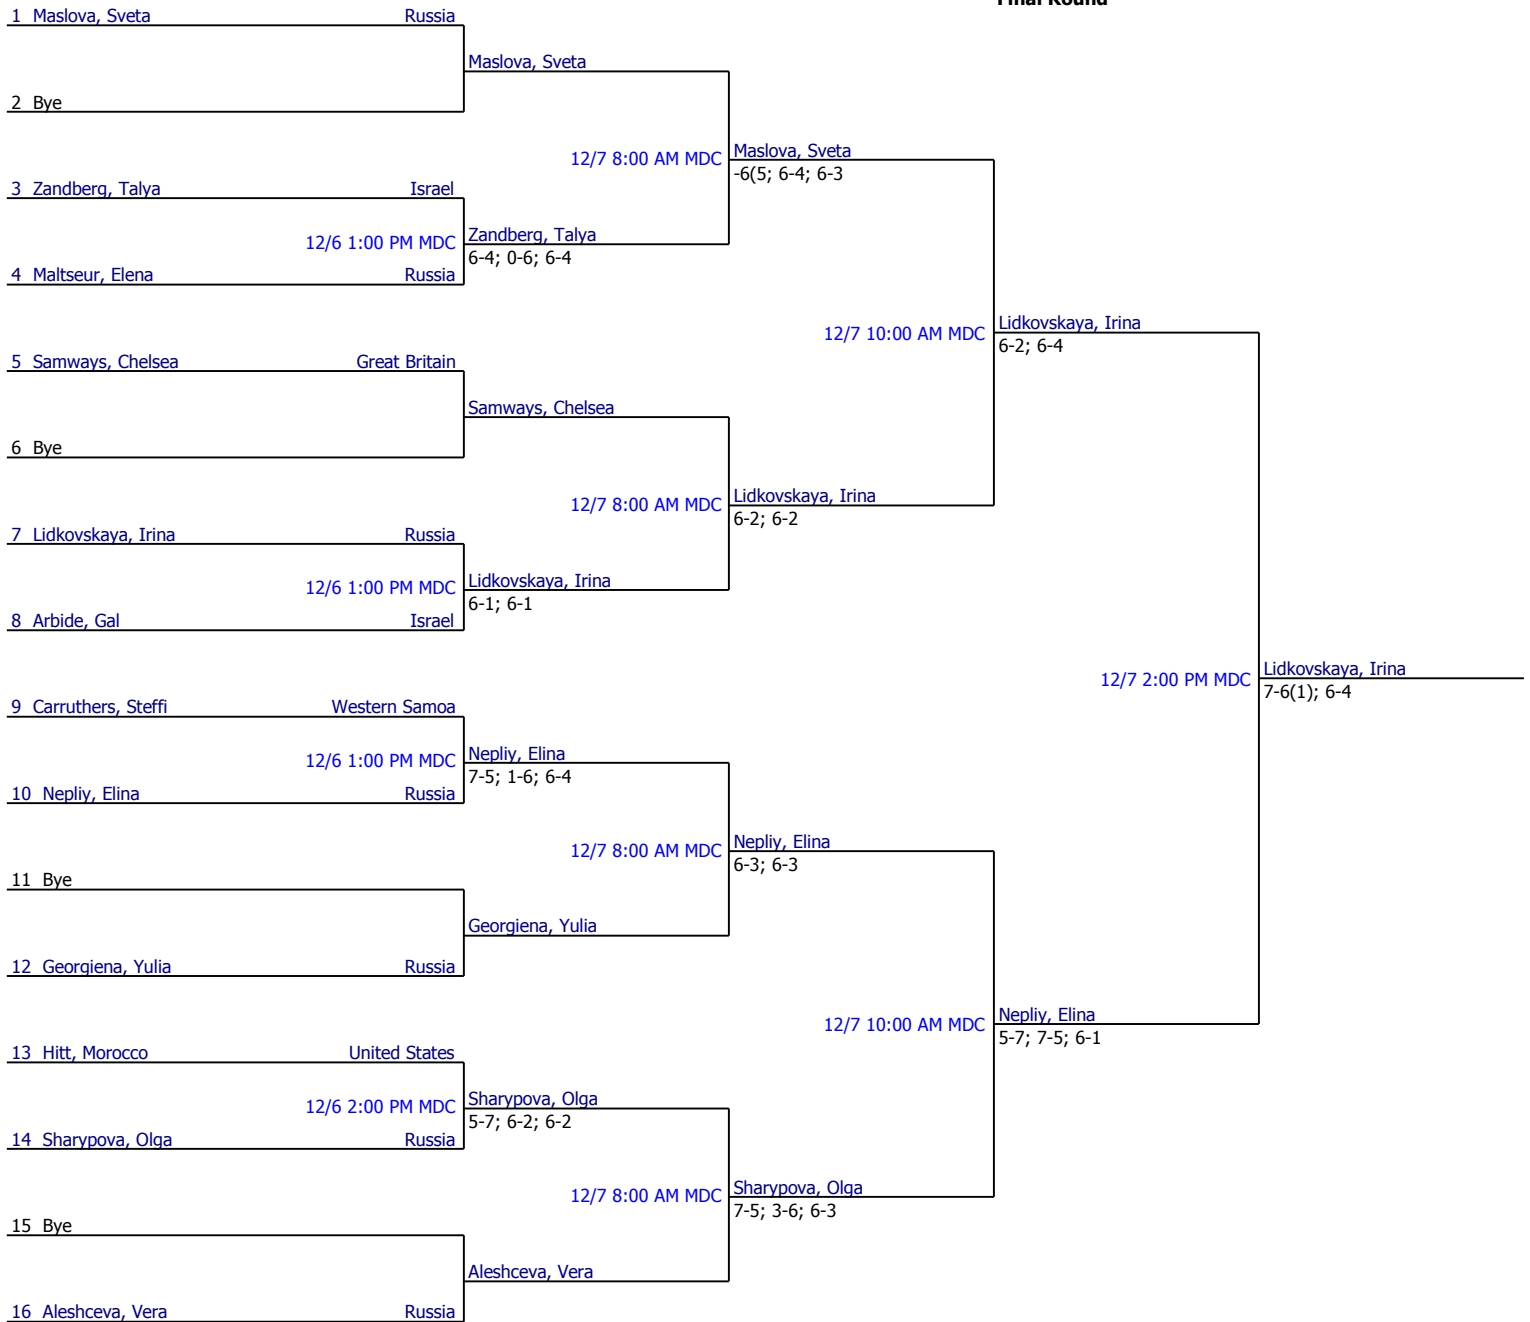 Final Round
1 Maslova, Sveta Russia
Maslova, Sveta
2 Bye
12/7 8:00 AM MDC Maslova, Sveta
-6(5; 6-4; 6-3
3 Zandberg, Talya Israel
12/6 1:00 PM MDC Zandberg, Talya
6-4; 0-6; 6-4
4 Maltseur, Elena Russia
12/7 10:00 AM MDC Lidkovskaya, Irina
6-2; 6-4
5 Samways, Chelsea Great Britain
Samways, Chelsea
6 Bye
12/7 8:00 AM MDC Lidkovskaya, Irina
6-2; 6-2
7 Lidkovskaya, Irina Russia
12/6 1:00 PM MDC Lidkovskaya, Irina
6-1; 6-1
8 Arbide, Gal Israel
12/7 2:00 PM MDC Lidkovskaya, Irina
7-6(1); 6-4
9 Carruthers, Steffi Western Samoa
12/6 1:00 PM MDC Nepliy, Elina
7-5; 1-6; 6-4
10 Nepliy, Elina Russia
12/7 8:00 AM MDC Nepliy, Elina
6-3; 6-3
11 Bye
Georgiena, Yulia
12 Georgiena, Yulia Russia
12/7 10:00 AM MDC Nepliy, Elina
5-7; 7-5; 6-1
13 Hitt, Morocco United States
12/6 2:00 PM MDC Sharypova, Olga
5-7; 6-2; 6-2
14 Sharypova, Olga Russia
12/7 8:00 AM MDC Sharypova, Olga
7-5; 3-6; 6-3
15 Bye
Aleshceva, Vera
16 Aleshceva, Vera Russia